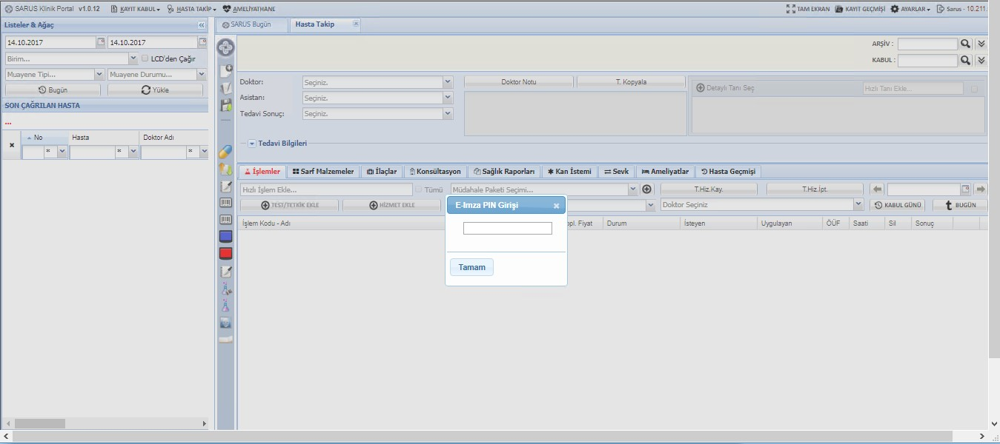 SARUS Klinik Portal v1.0.12 KAYIT KABUL HASTA TAKİP AMELİYATHANE TAM EKRAN KAYIT GEÇMİŞİ AYARLAR Sarus - 10.211.
Listeler & Ağaç
SARUS Bugün Hasta Takip
14.10.2017 14.10.2017
Birim... LCD'den Çağır
Muayene Tipi... Muayene Durumu...
Bugün Yükle
SON ÇAĞRILAN HASTA
...
No Hasta Doktor Adı
* * *
ARŞİV :
KABUL :
Doktor: Seçiniz. Doktor Notu T. Kopyala Detaylı Tanı Seç Hızlı Tanı Ekle...
Asistan: Seçiniz.
Tedavi Sonuç: Seçiniz.
Tedavi Bilgileri
İşlemler Sarf Malzemeler İlaçlar Konsültasyon Sağlık Raporları Kan İstemi Sevk Ameliyatlar Hasta Geçmişi
Hızlı İşlem Ekle... Tümü Müdahale Paketi Seçimi... T.Hiz.Kay. T.Hiz.İpt.
TEST/TETKİK EKLE HİZMET EKLE Doktor Seçiniz KABUL GÜNÜ BUGÜN
İşlem Kodu - Adı opl. Fiyat Durum İsteyen Uygulayan ÖÜF Saati Sil Sonuç
E-Imza PIN Girişi
Tamam